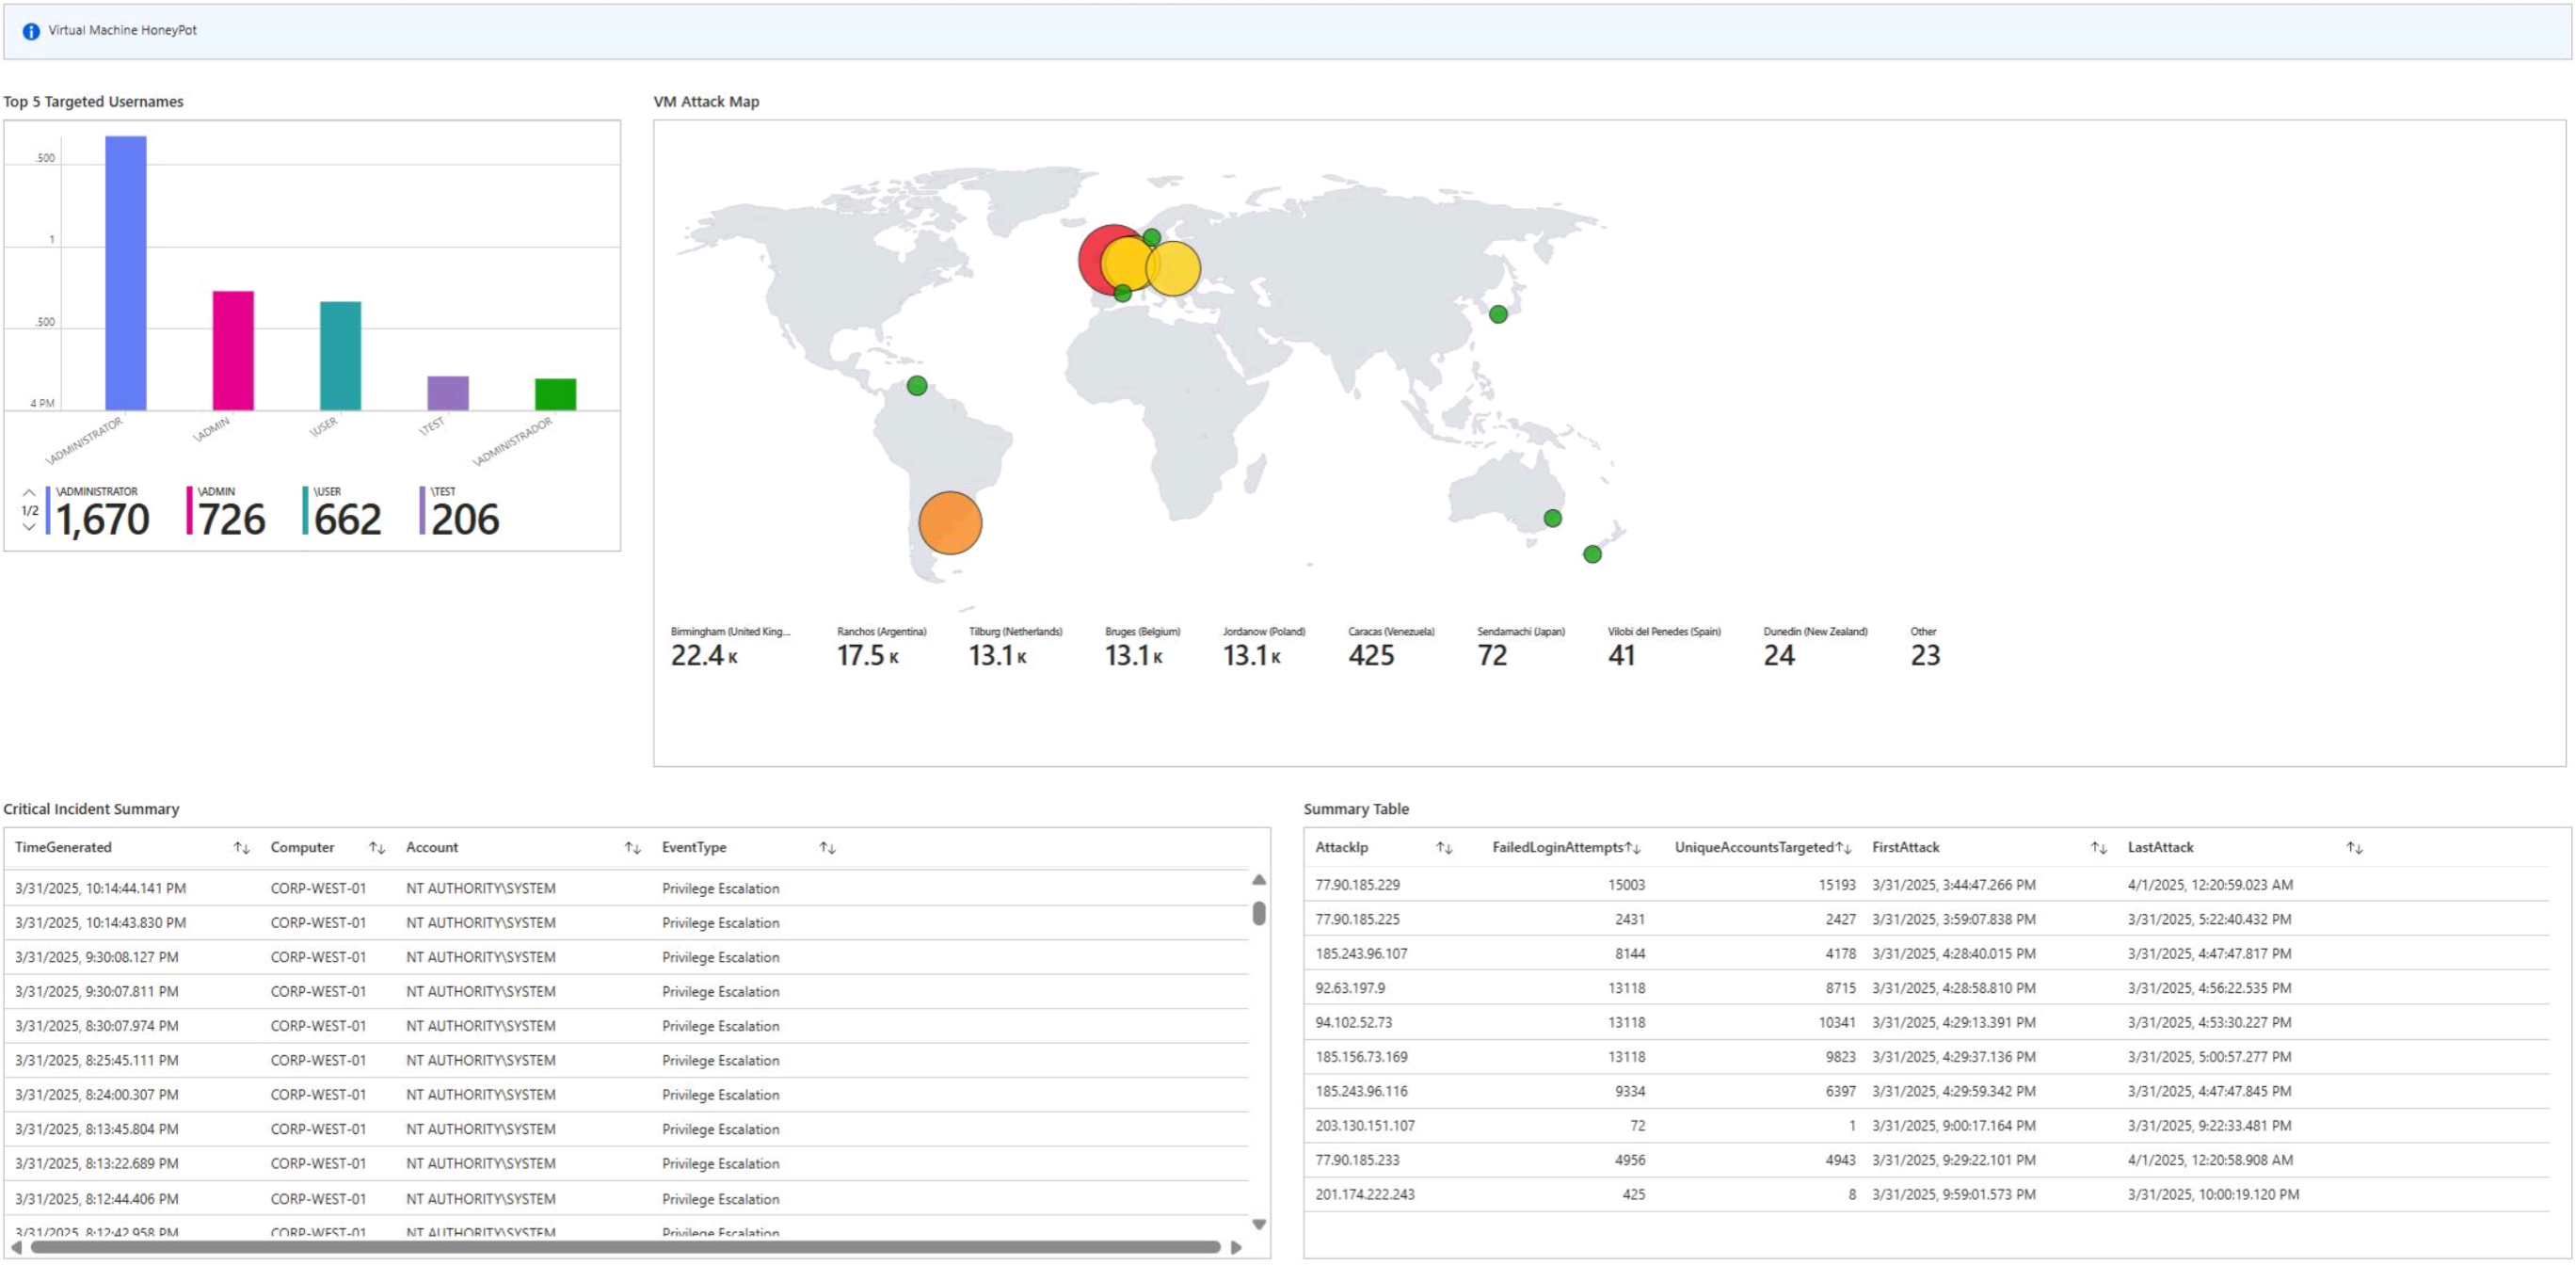 Virtual Machine HoneyPot
Top 5 Targeted Usernames
.500
1
.500
4 PM
\ADMINISTRATOR
\ADMIN
\USER
\TEST
\ADMINISTRADOR
1/2
\ADMINISTRATOR \ADMIN \USER \TEST
1,670 726 662 206
VM Attack Map
Birmingham (United King... Ranchos (Argentina) Tilburg (Netherlands) Bruges (Belgium) Jordanow (Poland) Caracas (Venezuela) Sendamachi (Japan) Vilobi del Penedes (Spain) Dunedin (New Zealand) Other
22.4 K 17.5 K 13.1 K 13.1 K 13.1 K 425 72 41 24 23
Critical Incident Summary
TimeGenerated ↑↓ Computer ↑↓ Account ↑↓ EventType ↑↓
3/31/2025, 10:14:44.141 PM CORP-WEST-01 NT AUTHORITY\SYSTEM Privilege Escalation
3/31/2025, 10:14:43.830 PM CORP-WEST-01 NT AUTHORITY\SYSTEM Privilege Escalation
3/31/2025, 9:30:08.127 PM CORP-WEST-01 NT AUTHORITY\SYSTEM Privilege Escalation
3/31/2025, 9:30:07.811 PM CORP-WEST-01 NT AUTHORITY\SYSTEM Privilege Escalation
3/31/2025, 8:30:07.974 PM CORP-WEST-01 NT AUTHORITY\SYSTEM Privilege Escalation
3/31/2025, 8:25:45.111 PM CORP-WEST-01 NT AUTHORITY\SYSTEM Privilege Escalation
3/31/2025, 8:24:00.307 PM CORP-WEST-01 NT AUTHORITY\SYSTEM Privilege Escalation
3/31/2025, 8:13:45.804 PM CORP-WEST-01 NT AUTHORITY\SYSTEM Privilege Escalation
3/31/2025, 8:13:22.689 PM CORP-WEST-01 NT AUTHORITY\SYSTEM Privilege Escalation
3/31/2025, 8:12:44.406 PM CORP-WEST-01 NT AUTHORITY\SYSTEM Privilege Escalation
3/31/2025, 8:12:42.958 PM CORP-WEST-01 NT AUTHORITY\SYSTEM Privilege Escalation
Summary Table
AttackIp ↑↓ FailedLoginAttempts↑↓ UniqueAccountsTargeted↑↓ FirstAttack ↑↓ LastAttack ↑↓
77.90.185.229 15003 15193 3/31/2025, 3:44:47.266 PM 4/1/2025, 12:20:59.023 AM
77.90.185.225 2431 2427 3/31/2025, 3:59:07.838 PM 3/31/2025, 5:22:40.432 PM
185.243.96.107 8144 4178 3/31/2025, 4:28:40.015 PM 3/31/2025, 4:47:47.817 PM
92.63.197.9 13118 8715 3/31/2025, 4:28:58.810 PM 3/31/2025, 4:56:22.535 PM
94.102.52.73 13118 10341 3/31/2025, 4:29:13.391 PM 3/31/2025, 4:53:30.227 PM
185.156.73.169 13118 9823 3/31/2025, 4:29:37.136 PM 3/31/2025, 5:00:57.277 PM
185.243.96.116 9334 6397 3/31/2025, 4:29:59.342 PM 3/31/2025, 4:47:47.845 PM
203.130.151.107 72 1 3/31/2025, 9:00:17.164 PM 3/31/2025, 9:22:33.481 PM
77.90.185.233 4956 4943 3/31/2025, 9:29:22.101 PM 4/1/2025, 12:20:58.908 AM
201.174.222.243 425 8 3/31/2025, 9:59:01.573 PM 3/31/2025, 10:00:19.120 PM